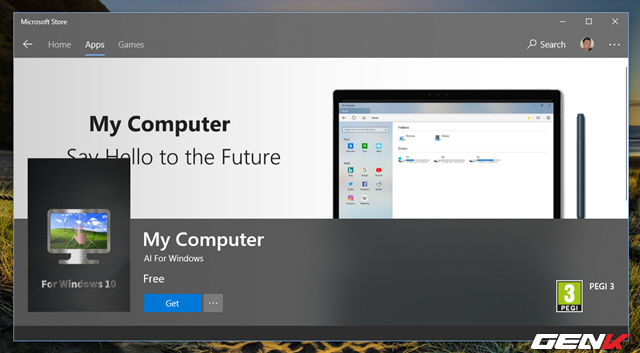 Microsoft Store
Home Apps Games
Search
My Computer
Say Hello to the Future
For Windows 10
My Computer
AI For Windows
Free
Get
3
PEGI
PEGI 3
GENK